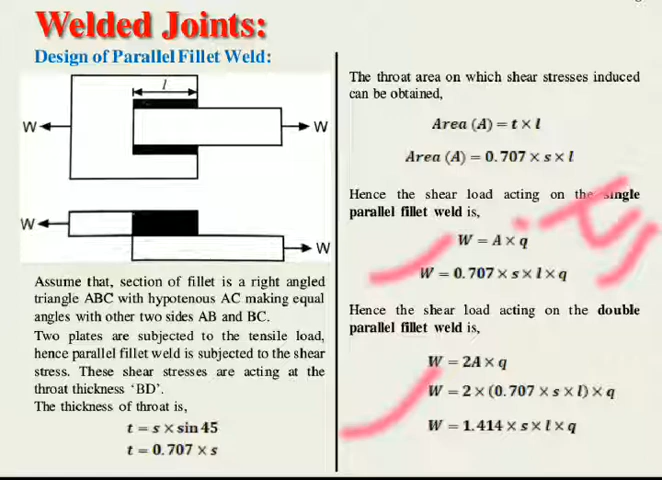 Welded Joints:
Design of Parallel Fillet Weld:
l
W
W
W
W
Assume that, section of fillet is a right angled
triangle ABC with hypotenous AC making equal
angles with other two sides AB and BC.
Two plates are subjected to the tensile load,
hence parallel fillet weld is subjected to the shear
stress. These shear stresses are acting at the
throat thickness ‘BD’.
The thickness of throat is,
t = s × sin 45
t = 0.707 × s
The throat area on which shear stresses induced
can be obtained,
Area (A) = t × l
Area (A) = 0.707 × s × l
Hence the shear load acting on the single
parallel fillet weld is,
W = A × q
W = 0.707 × s × l × q
Hence the shear load acting on the double
parallel fillet weld is,
W = 2A × q
W = 2 × (0.707 × s × l) × q
W = 1.414 × s × l × q